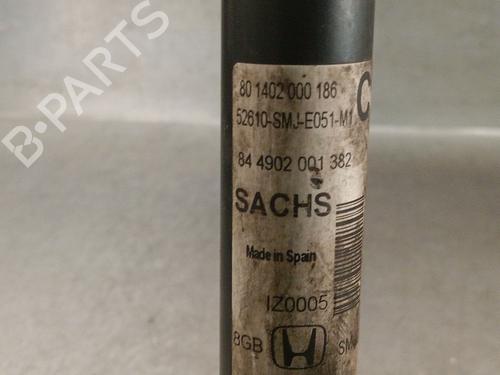 B-PARTS
80 1402 000 186
52610-SMJ-E051-M1
C
84 4902 001 382
SACHS
Made in Spain
IZ0005
8GB